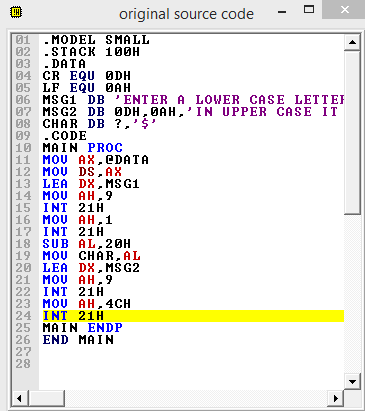 original source code
01 .MODEL SMALL
02 .STACK 100H
03 .DATA
04 CR EQU 0DH
05 LF EQU 0AH
06 MSG1 DB 'ENTER A LOWER CASE LETTER
07 MSG2 DB 0DH,0AH,'IN UPPER CASE IT
08 CHAR DB ?,'$'
09 .CODE
10 MAIN PROC
11 MOV AX,@DATA
12 MOV DS,AX
13 LEA DX,MSG1
14 MOV AH,9
15 INT 21H
16 MOV AH,1
17 INT 21H
18 SUB AL,20H
19 MOV CHAR,AL
20 LEA DX,MSG2
21 MOV AH,9
22 INT 21H
23 MOV AH,4CH
24 INT 21H
25 MAIN ENDP
26 END MAIN
27
28